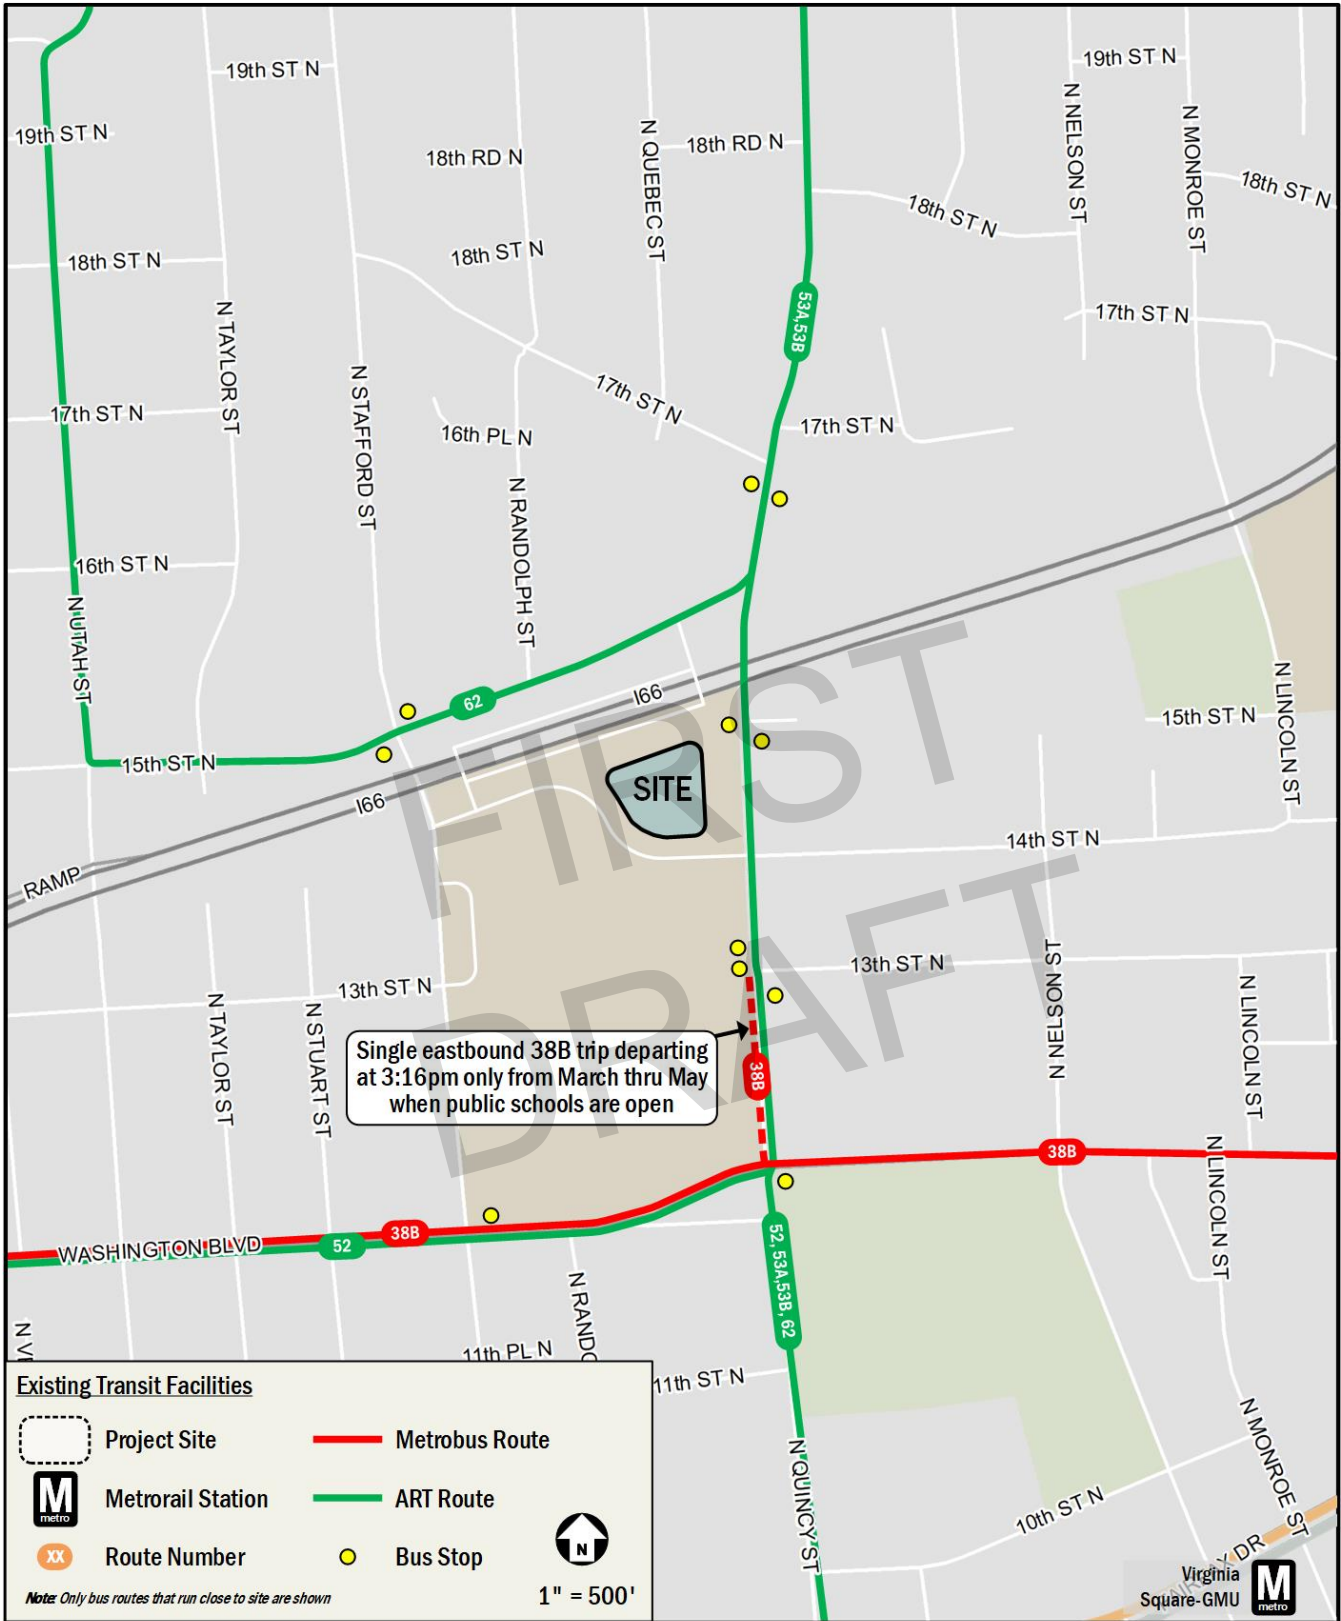 19th ST N
19th ST N
19th ST N
18th RD N
18th RD N
N QUEBEC ST
N NELSON ST
N MONROE ST
18th ST N
18th ST N
18th ST N
18th ST N
53A,53B
17th ST N
N TAYLOR ST
N STAFFORD ST
17th ST N
17th ST N
17th ST N
16th PL N
N RANDOLPH ST
16th ST N
N UTAH ST
62
I66
15th ST N
N LINCOLN ST
15th ST N
SITE
I66
FIRST
DRAFT
14th ST N
RAMP
13th ST N
13th ST N
N NELSON ST
N LINCOLN ST
N TAYLOR ST
N STUART ST
Single eastbound 38B trip departing
at 3:16pm only from March thru May
when public schools are open
38B
38B
N LINCOLN ST
38B
52
WASHINGTON BLVD
52, 53A,53B, 62
N RANDO
11th PL N
11th ST N
N QUINCY ST
N MONROE ST
10th ST N
FAIRFAX DR
Virginia
Square-GMU
M
metro
Existing Transit Facilities
Project Site
Metrobus Route
M
metro
Metrorail Station
ART Route
XX
Route Number
Bus Stop
N
Note: Only bus routes that run close to site are shown
1" = 500'